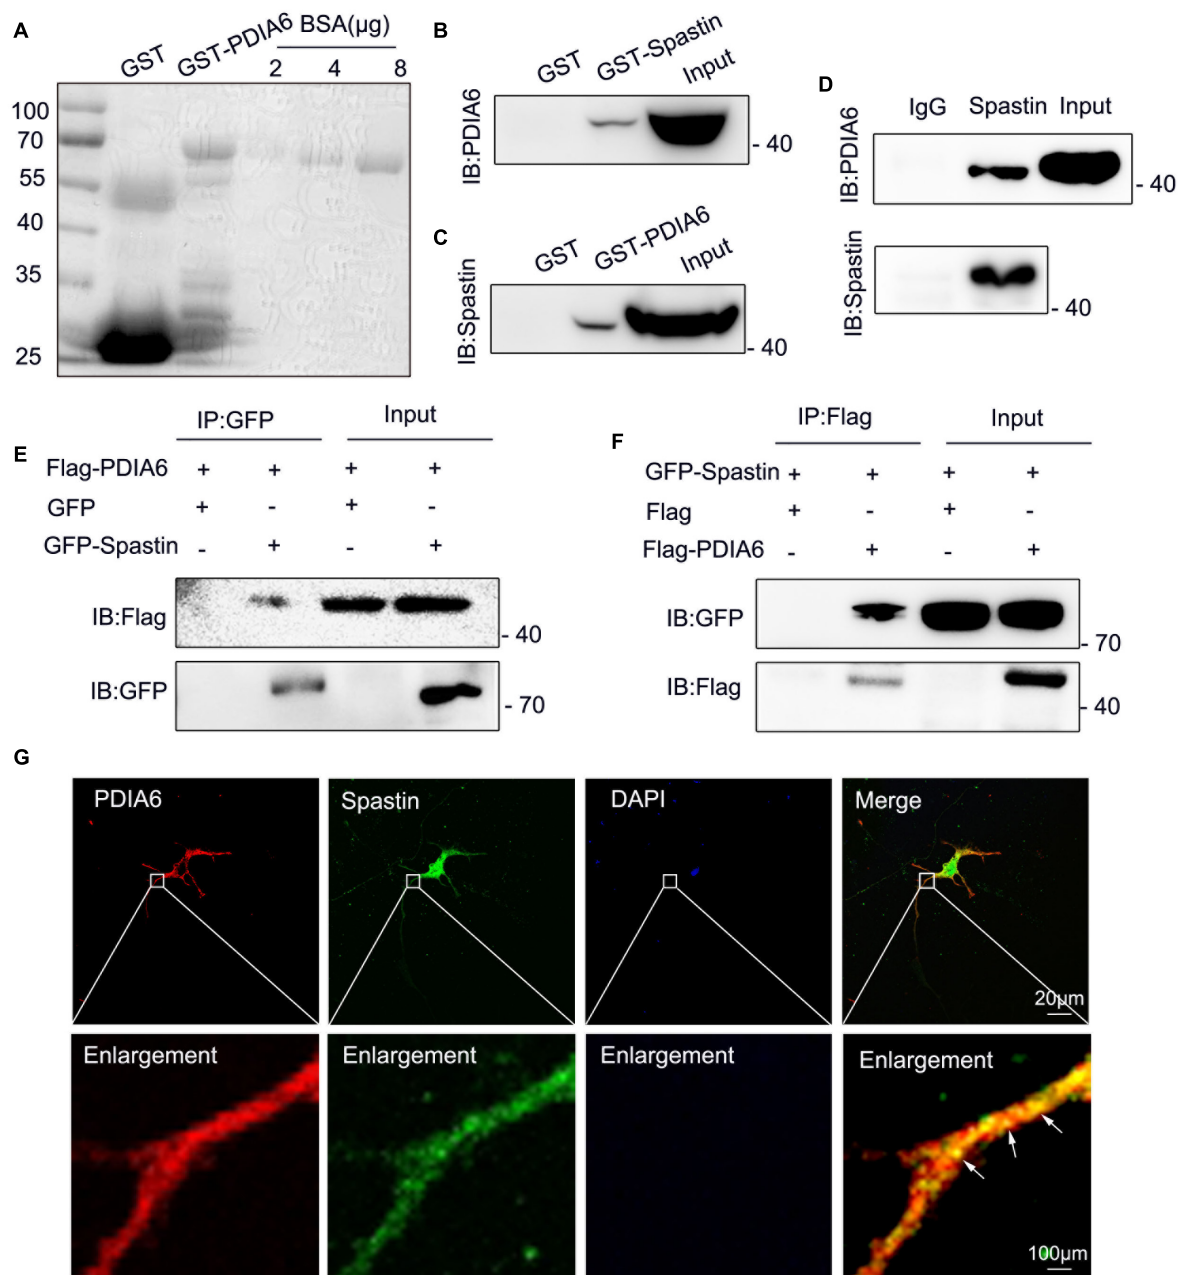 A
GST
GST-PDIA6
BSA(µg)
2 4 8
100
70
55
40
35
25
B
GST
GST-Spastin
Input
IB:PDIA6
- 40
C
GST
GST-PDIA6
Input
IB:Spastin
- 40
D
IgG Spastin Input
IB:PDIA6
- 40
IB:Spastin
- 40
E
IP:GFP Input
Flag-PDIA6 + + + +
GFP + - + -
GFP-Spastin - + - +
IB:Flag
- 40
IB:GFP
- 70
F
IP:Flag Input
GFP-Spastin + + + +
Flag + - + -
Flag-PDIA6 - + - +
IB:GFP
- 70
IB:Flag
- 40
G
PDIA6 Spastin DAPI Merge
20µm
Enlargement Enlargement Enlargement Enlargement
100µm